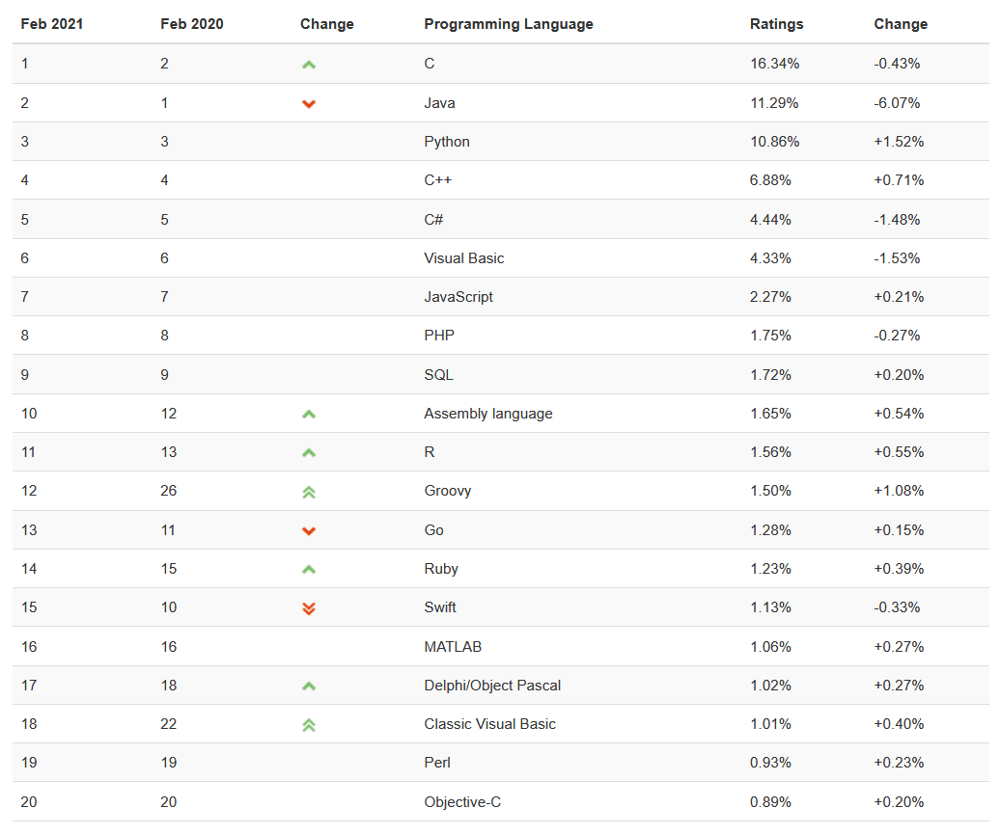 Feb 2021 Feb 2020 Change Programming Language Ratings Change
1 2 C 16.34% -0.43%
2 1 Java 11.29% -6.07%
3 3 Python 10.86% +1.52%
4 4 C++ 6.88% +0.71%
5 5 C# 4.44% -1.48%
6 6 Visual Basic 4.33% -1.53%
7 7 JavaScript 2.27% +0.21%
8 8 PHP 1.75% -0.27%
9 9 SQL 1.72% +0.20%
10 12 Assembly language 1.65% +0.54%
11 13 R 1.56% +0.55%
12 26 Groovy 1.50% +1.08%
13 11 Go 1.28% +0.15%
14 15 Ruby 1.23% +0.39%
15 10 Swift 1.13% -0.33%
16 16 MATLAB 1.06% +0.27%
17 18 Delphi/Object Pascal 1.02% +0.27%
18 22 Classic Visual Basic 1.01% +0.40%
19 19 Perl 0.93% +0.23%
20 20 Objective-C 0.89% +0.20%